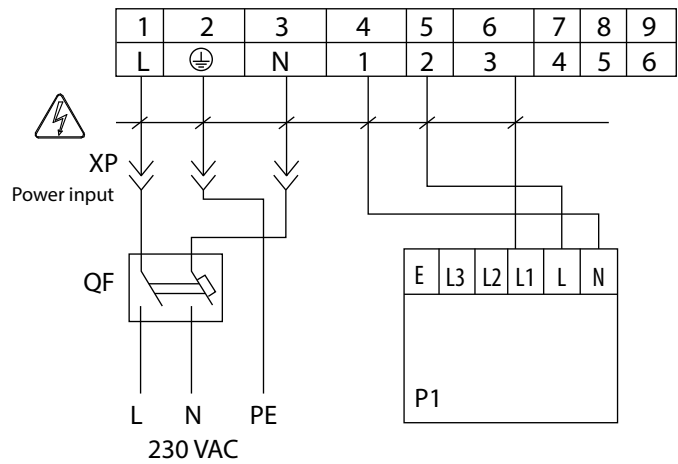 1 2 3 4 5 6 7 8 9
L N 1 2 3 4 5 6
XP
Power input
QF
E L3 L2 L1 L N
P1
L N PE
230 VAC